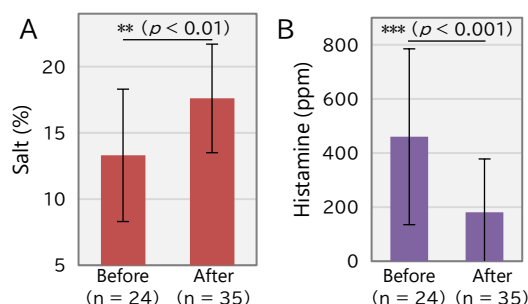 A
** (p < 0.01)
Salt (%)
20
15
10
5
Before
(n = 24)
After
(n = 35)
B
*** (p < 0.001)
Histamine (ppm)
800
600
400
200
0
Before
(n = 24)
After
(n = 35)